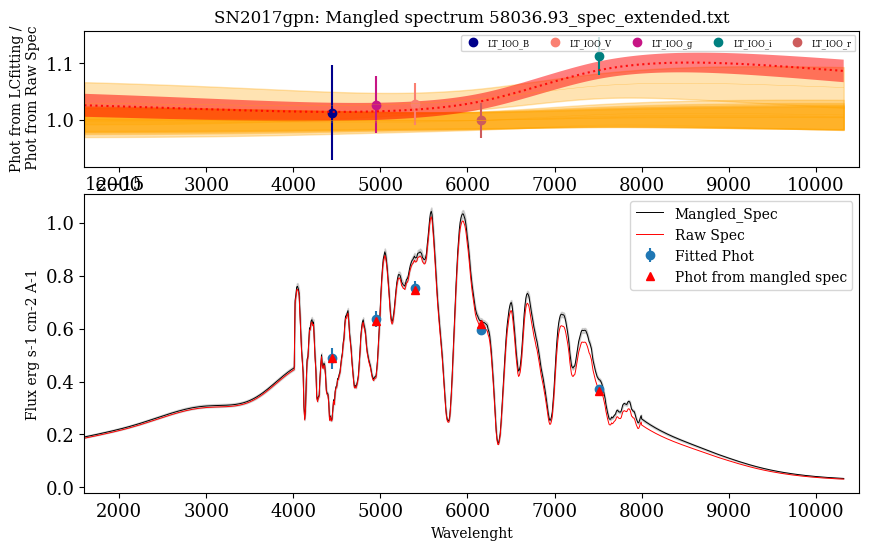 SN2017gpn: Mangled spectrum 58036.93_spec_extended.txt
Phot from LCfitting /
Phot from Raw Spec
LT_IOO_B LT_IOO_V LT_IOO_g LT_IOO_i LT_IOO_r
1.1
1.0
2000 3000 4000 5000 6000 7000 8000 9000 10000
1e−15
Mangled_Spec
Raw Spec
Fitted Phot
Phot from mangled spec
Flux erg s-1 cm-2 A-1
1.0
0.8
0.6
0.4
0.2
0.0
2000 3000 4000 5000 6000 7000 8000 9000 10000
Wavelenght